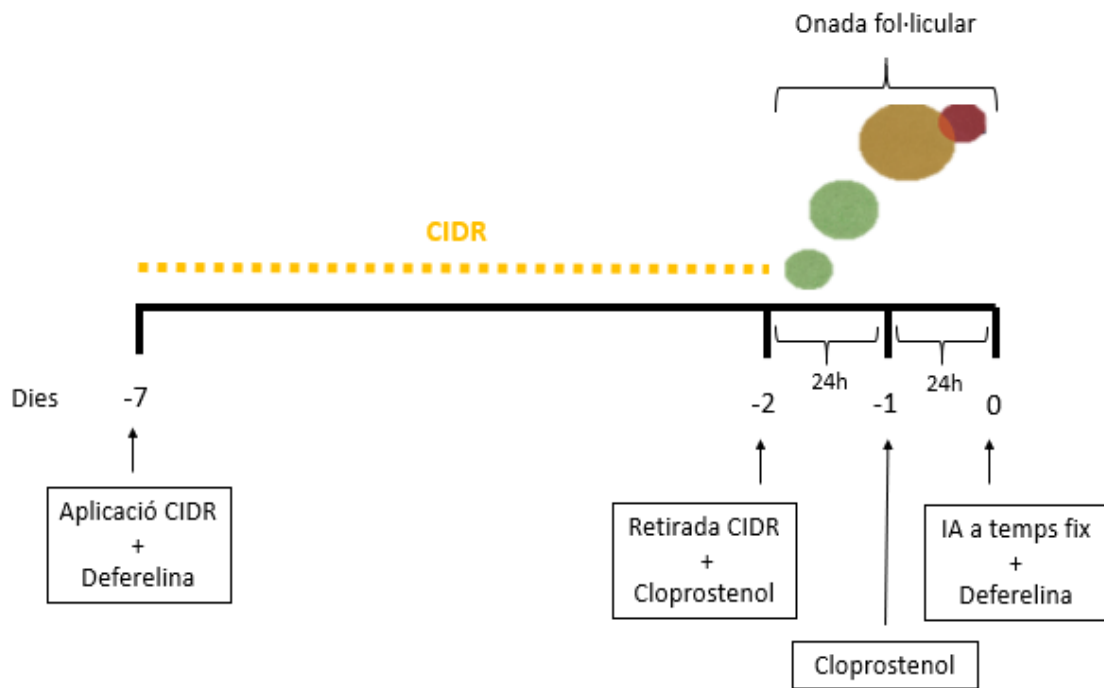 Onada fol·licular
CIDR
24h
24h
Dies
-7
-2
-1
0
Aplicació CIDR
+
Deferelina
Retirada CIDR
+
Cloprostenol
IA a temps fix
+
Deferelina
Cloprostenol